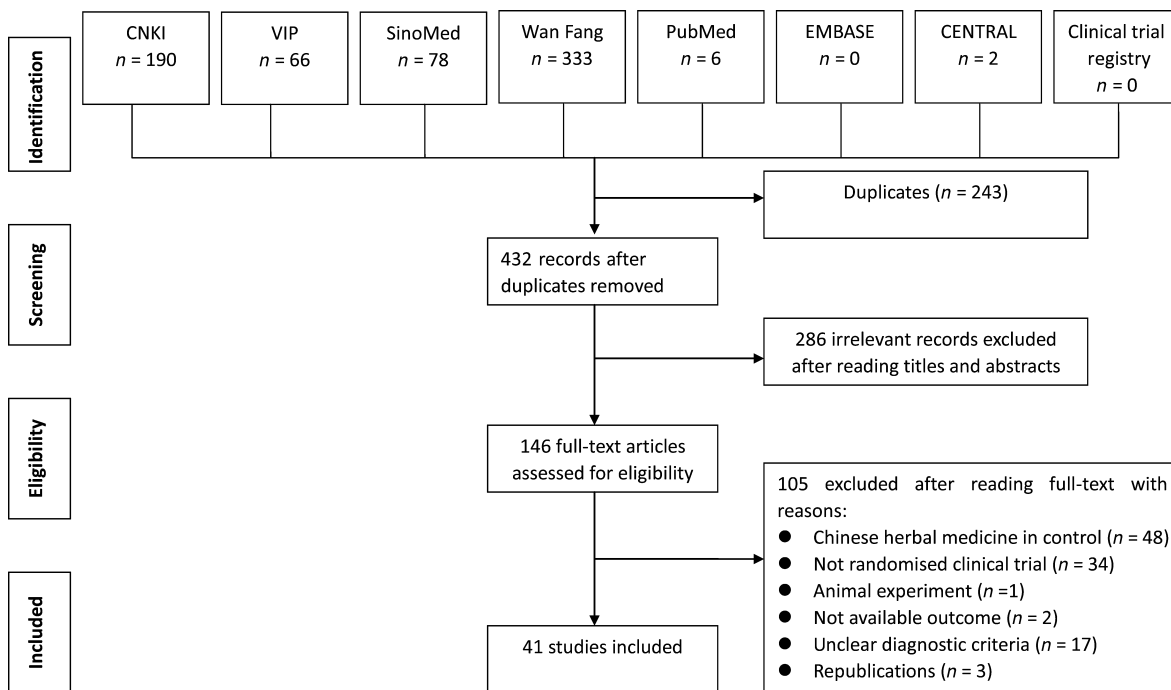 CNKI
n = 190
VIP
n = 66
SinoMed
n = 78
Wan Fang
n = 333
PubMed
n = 6
EMBASE
n = 0
CENTRAL
n = 2
Clinical trial
registry
n = 0
Identification
Duplicates (n = 243)
Screening
432 records after
duplicates removed
286 irrelevant records excluded
after reading titles and abstracts
Eligibility
146 full-text articles
assessed for eligibility
105 excluded after reading full-text with
reasons:
● Chinese herbal medicine in control (n = 48)
● Not randomised clinical trial (n = 34)
● Animal experiment (n =1)
● Not available outcome (n = 2)
● Unclear diagnostic criteria (n = 17)
● Republications (n = 3)
Included
41 studies included